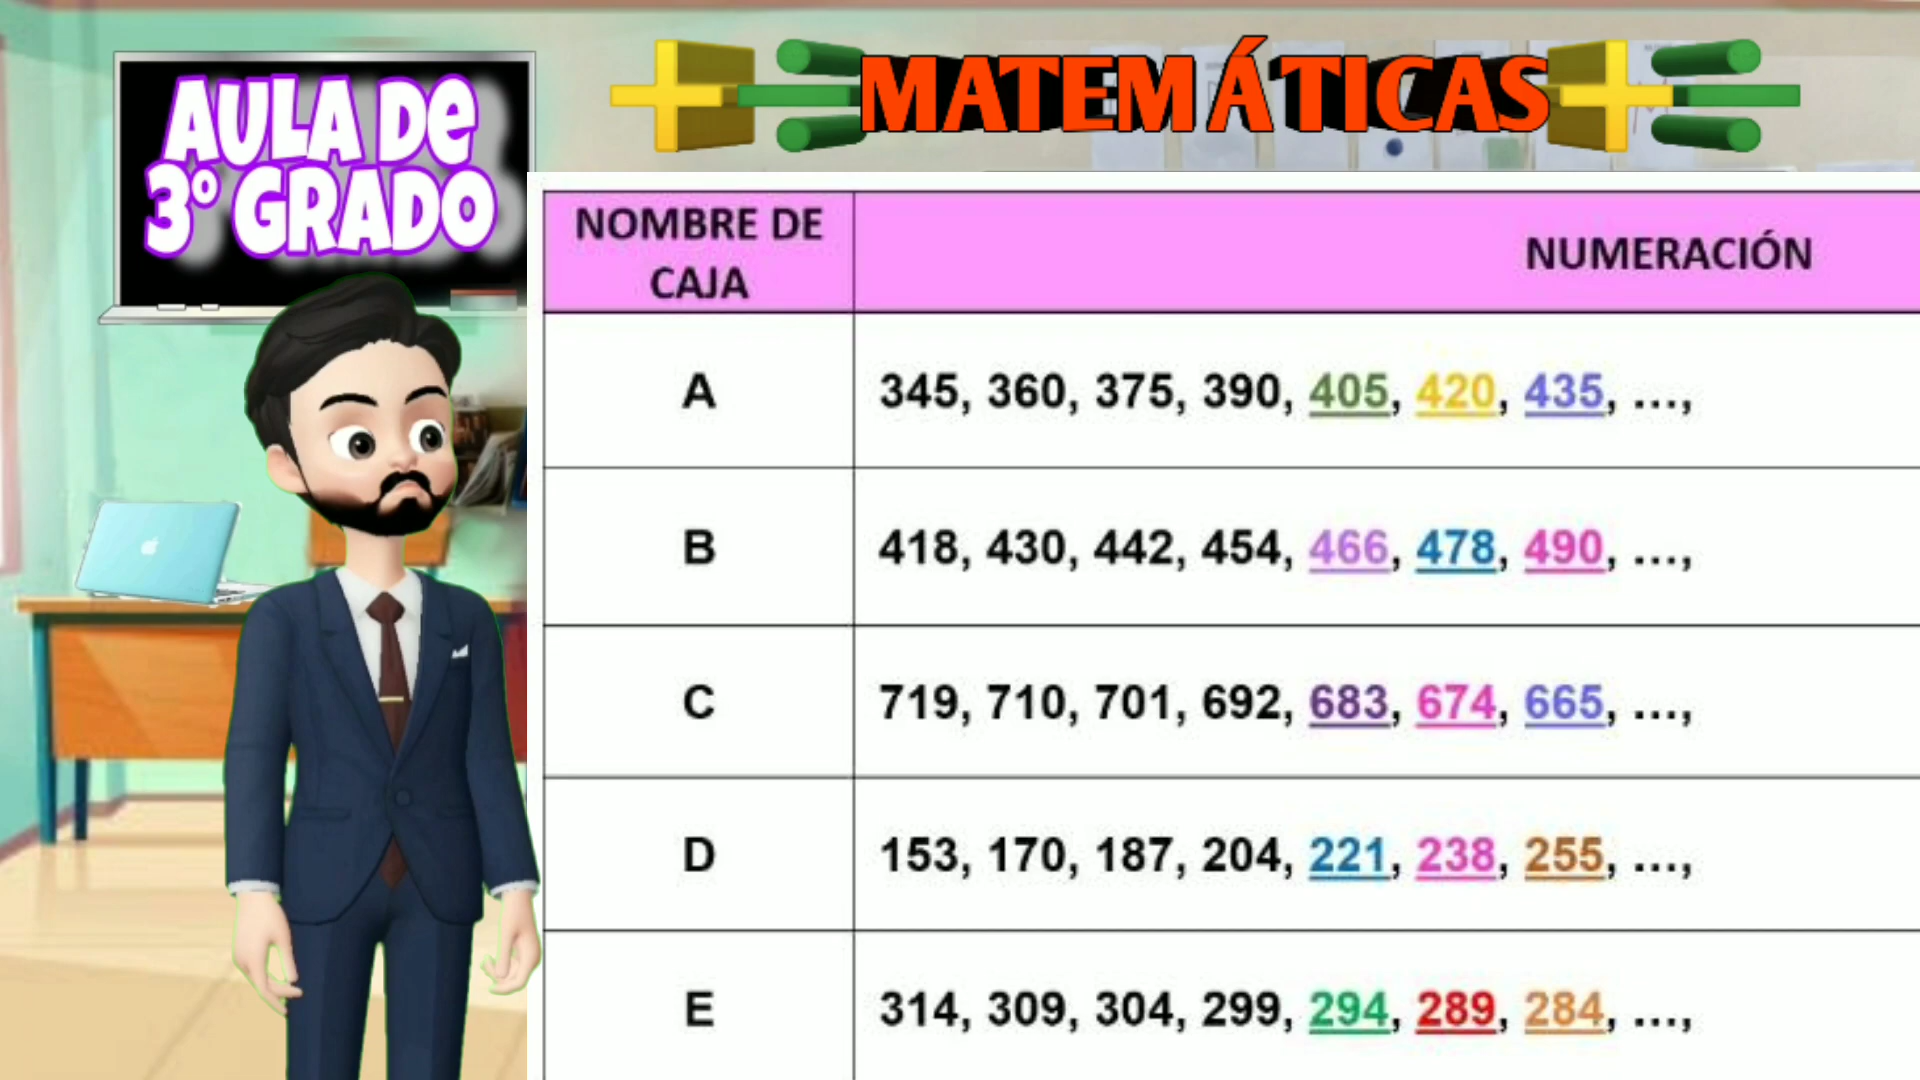 AULA De
3º GRADO
MATEMÁTICAS
NOMBRE DE
CAJA
NUMERACIÓN
A
345, 360, 375, 390, 405, 420, 435, ...,
B
418, 430, 442, 454, 466, 478, 490, ...,
C
719, 710, 701, 692, 683, 674, 665, ...,
D
153, 170, 187, 204, 221, 238, 255, ...,
E
314, 309, 304, 299, 294, 289, 284, ...,